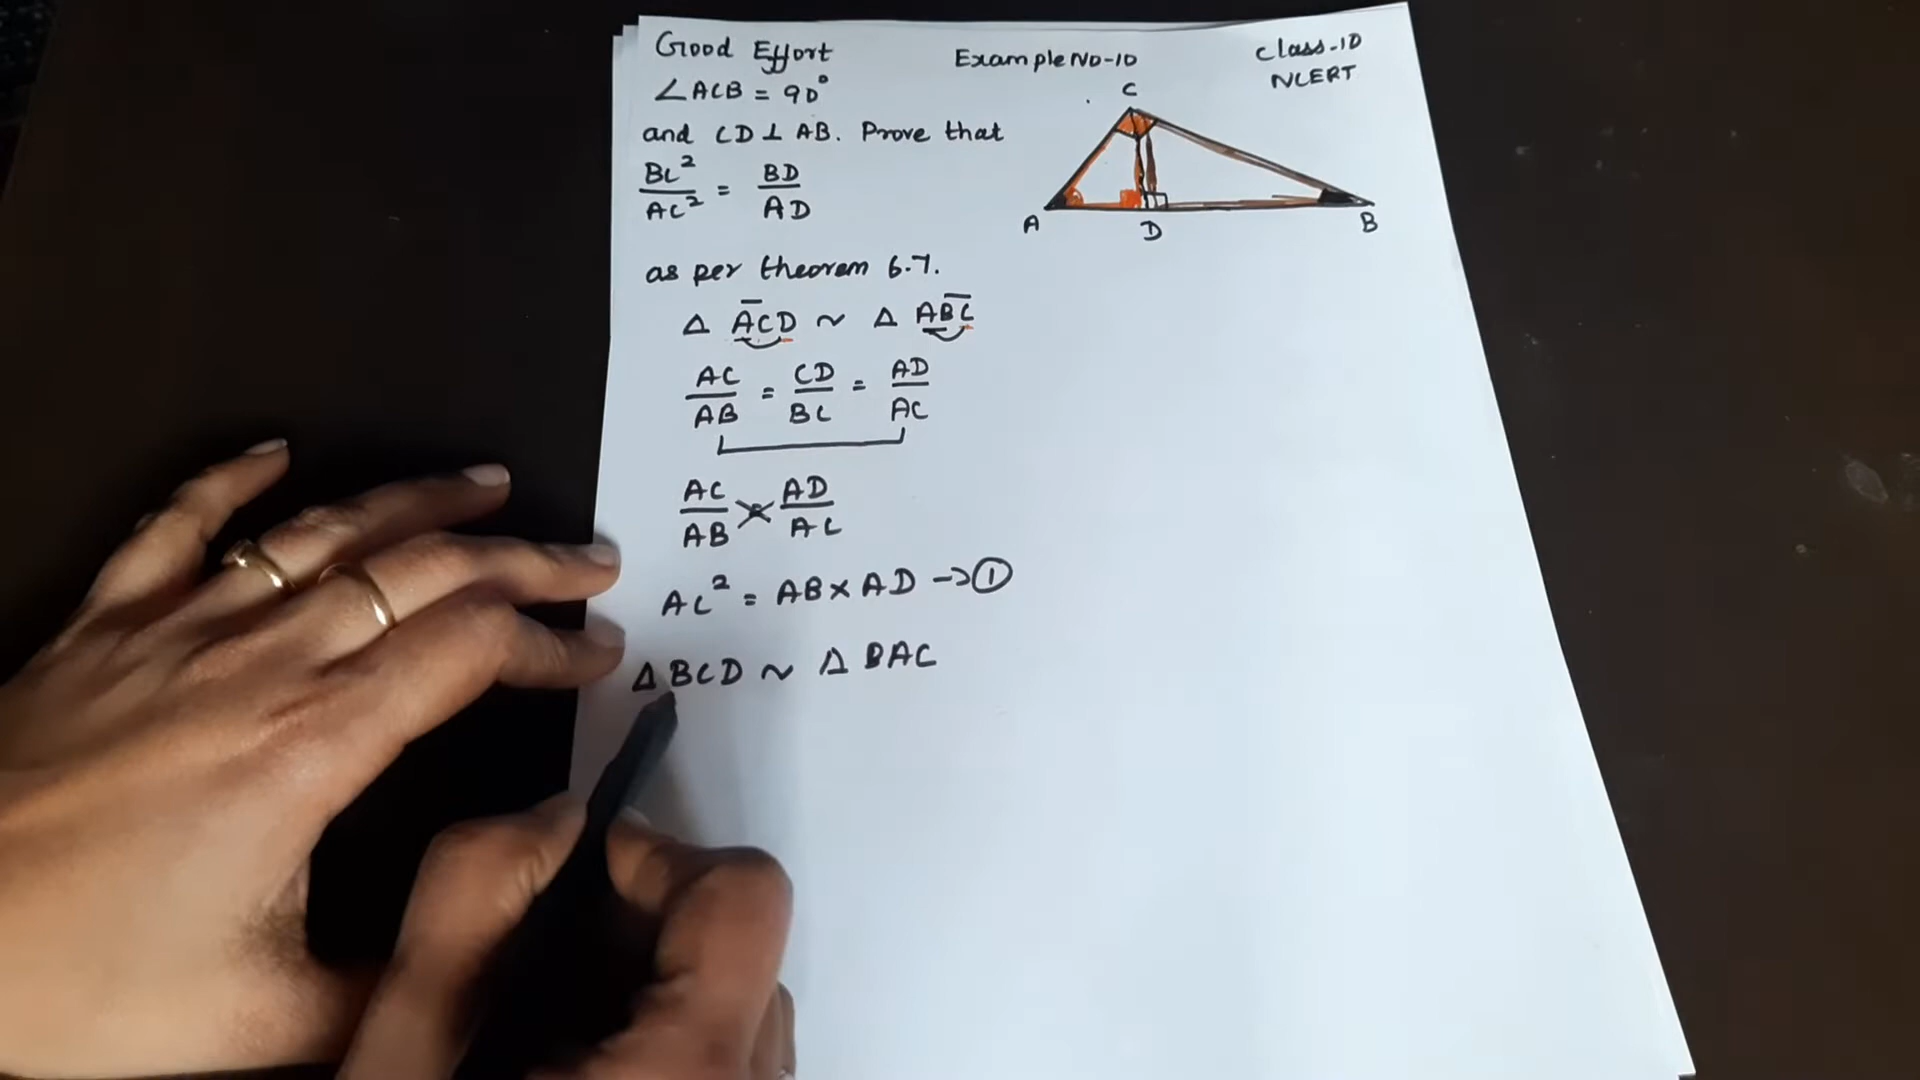 Good Effort
Example No-10
Class-10
NCERT
∠ACB = 90°
and CD ⊥ AB. Prove that
BC² / AC² = BD / AD
C
A
D
B
as per theorem 6.7.
Δ ACD ~ Δ ABC
AC / AB = CD / BC = AD / AC
AC / AB = AD / AC
AC² = AB × AD → ①
Δ BCD ~ Δ BAC